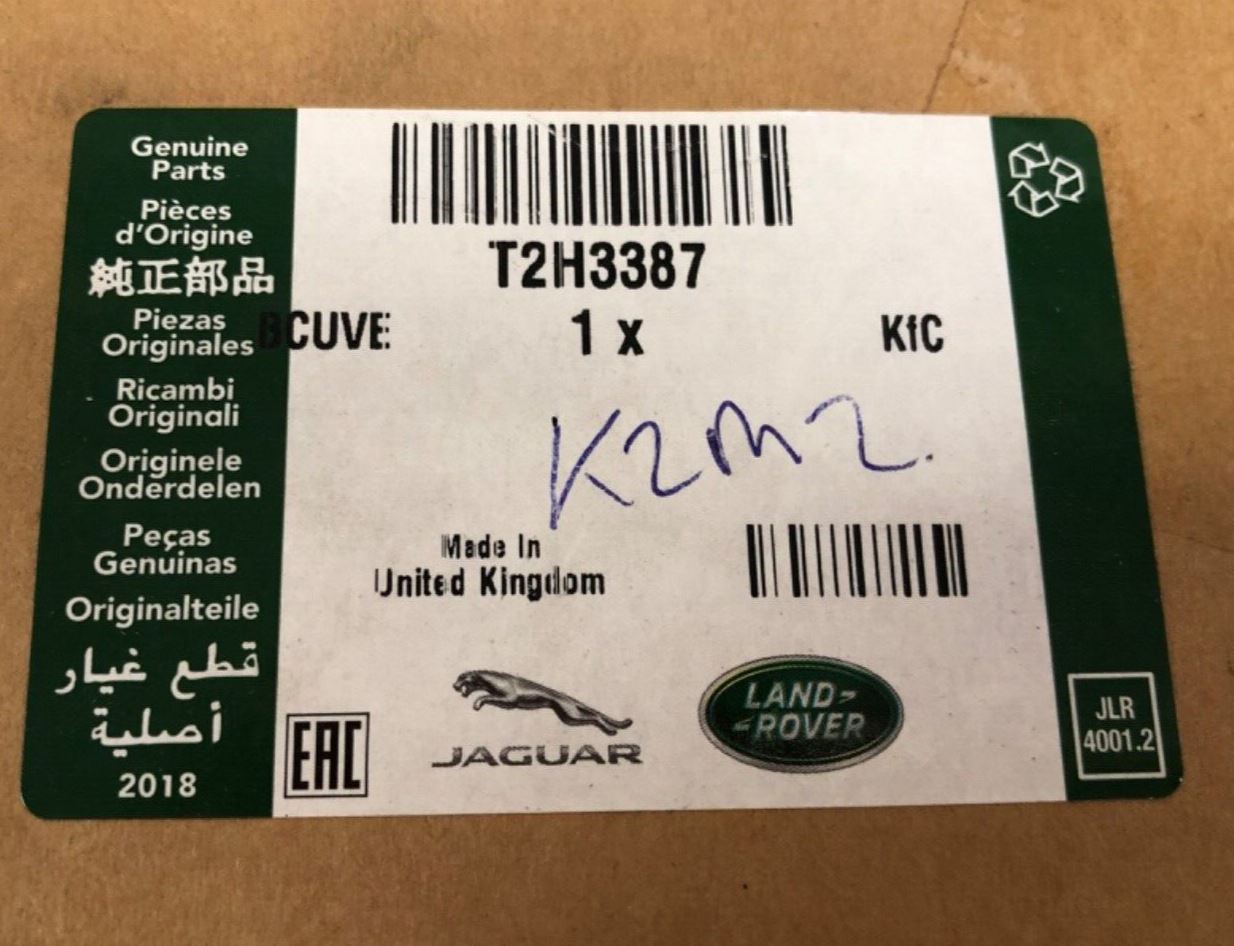 Genuine
Parts
Pièces
d'Origine
純正部品
Piezas
Originales
Ricambi
Originali
Originele
Onderdelen
Peças
Genuinas
Originalteile
قطع غيار
أصلية
2018
T2H3387
BCUVE:
1 x
KfC
K2M2.
Made In
United Kingdom
EAC
JAGUAR
LAND-
-ROVER
JLR
4001.2